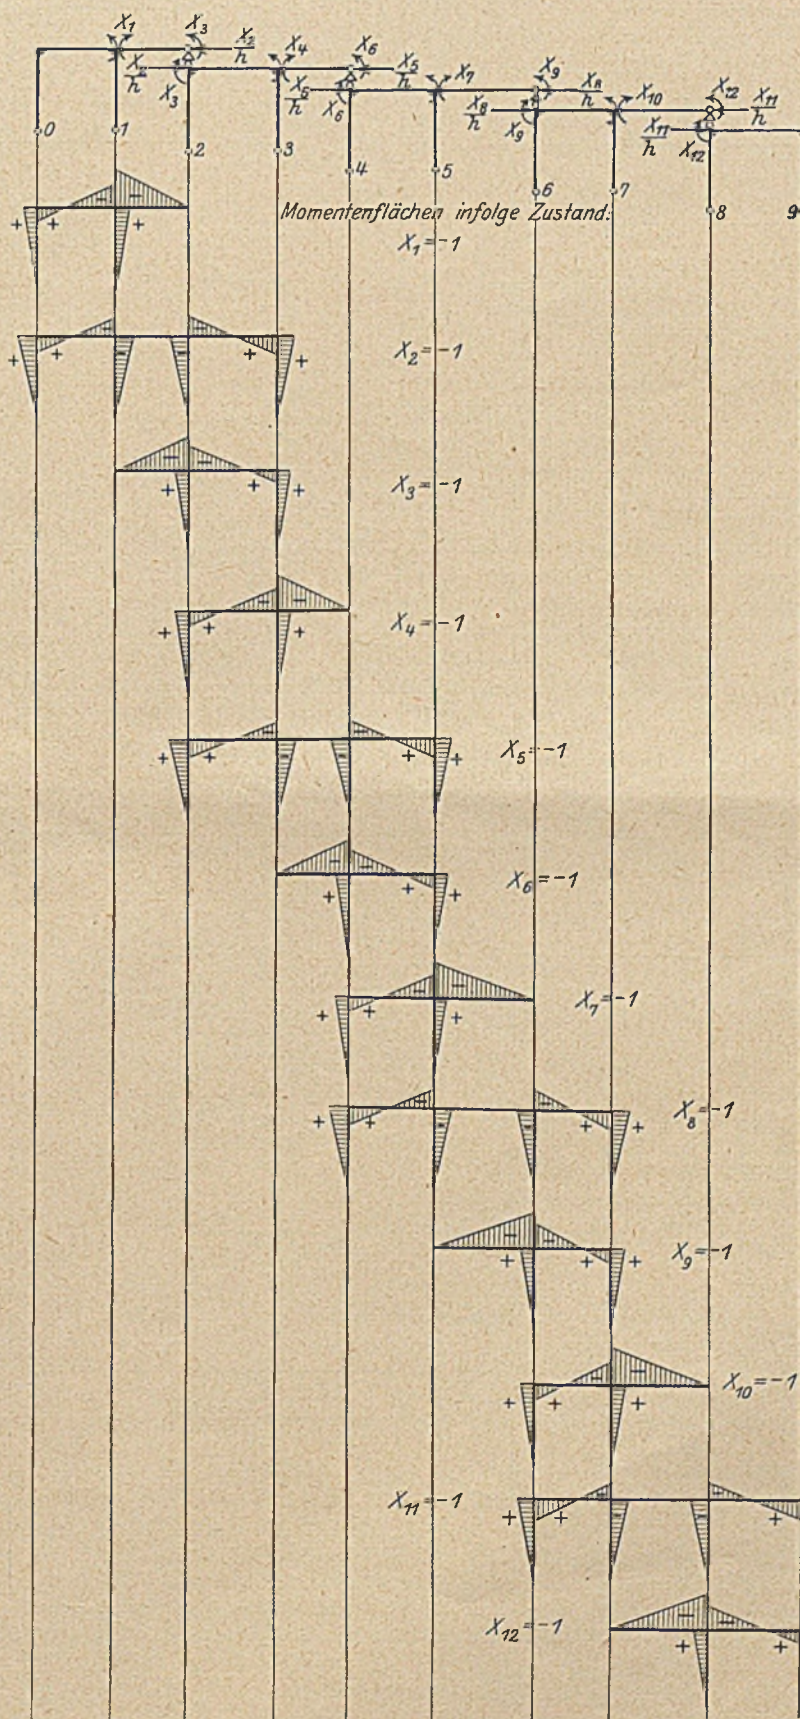 X₁ X₃ X₂/h X₄ X₆ X₅/h X₇ X₉ X₈/h X₁₀ X₁₂ X₁₁/h
X₂/h X₃ X₅/h X₆ X₈/h X₉ X₁₁/h X₁₂
0 1 2 3 4 5 6 7 8 9
Momentenflächen infolge Zustand:
X₁=-1
X₂=-1
X₃=-1
X₄=-1
X₅=-1
X₆=-1
X₇=-1
X₈=-1
X₉=-1
X₁₀=-1
X₁₁=-1
X₁₂=-1